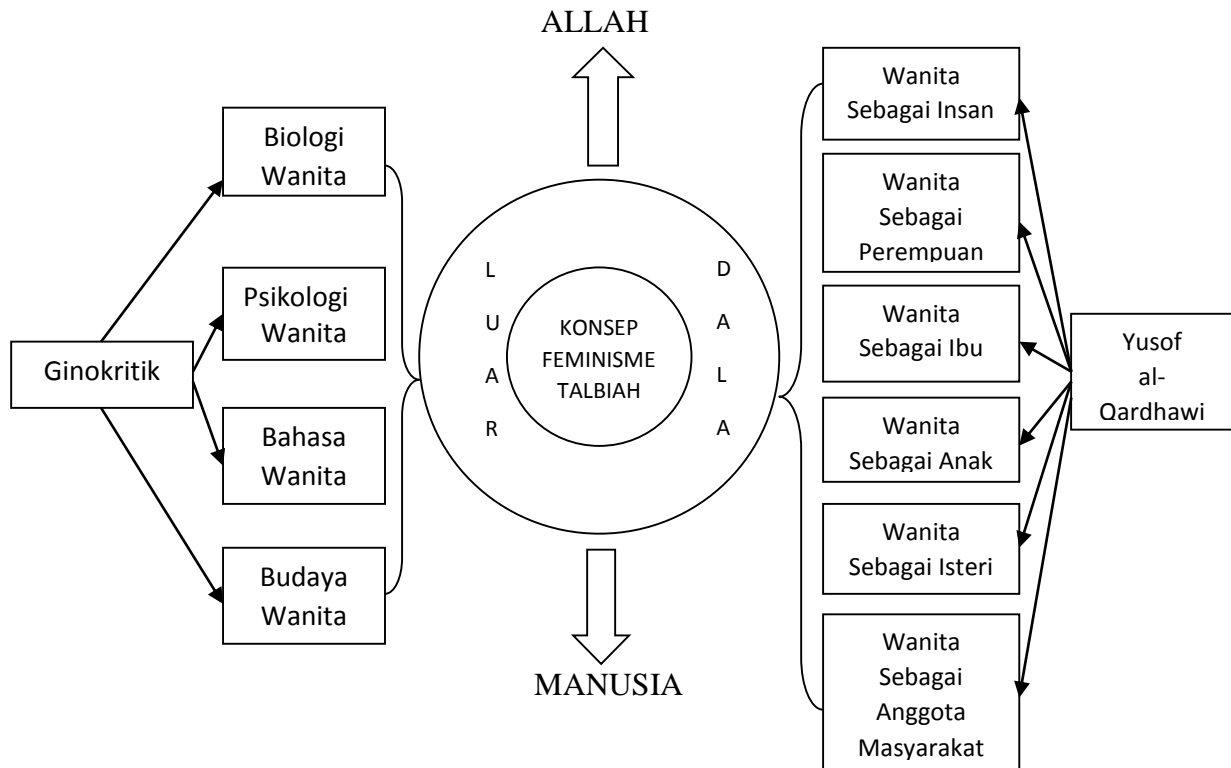 ALLAH
Ginokritik
Biologi
Wanita
Psikologi
Wanita
Bahasa
Wanita
Budaya
Wanita
L
U
A
R
KONSEP
FEMINISME
TALBIAH
D
A
L
A
MANUSIA
Wanita
Sebagai Insan
Wanita
Sebagai
Perempuan
Wanita
Sebagai Ibu
Wanita
Sebagai Anak
Wanita
Sebagai Isteri
Wanita
Sebagai
Anggota
Masyarakat
Yusof
al-
Qardhawi